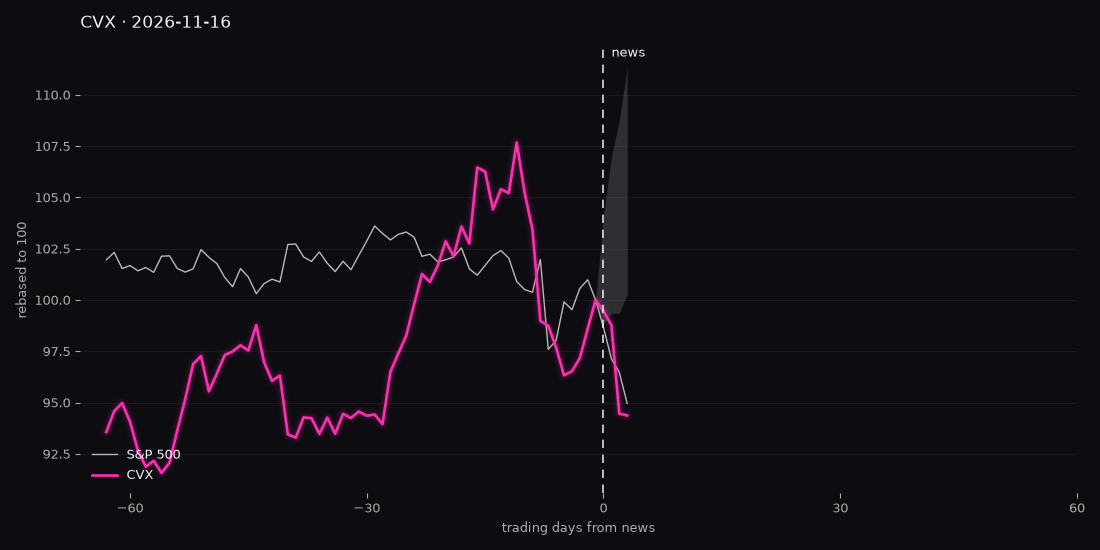 CVX · 2026-11-16
news
110.0
107.5
105.0
102.5
100.0
97.5
95.0
92.5
rebased to 100
S&P 500
CVX
−60
−30
0
30
60
trading days from news